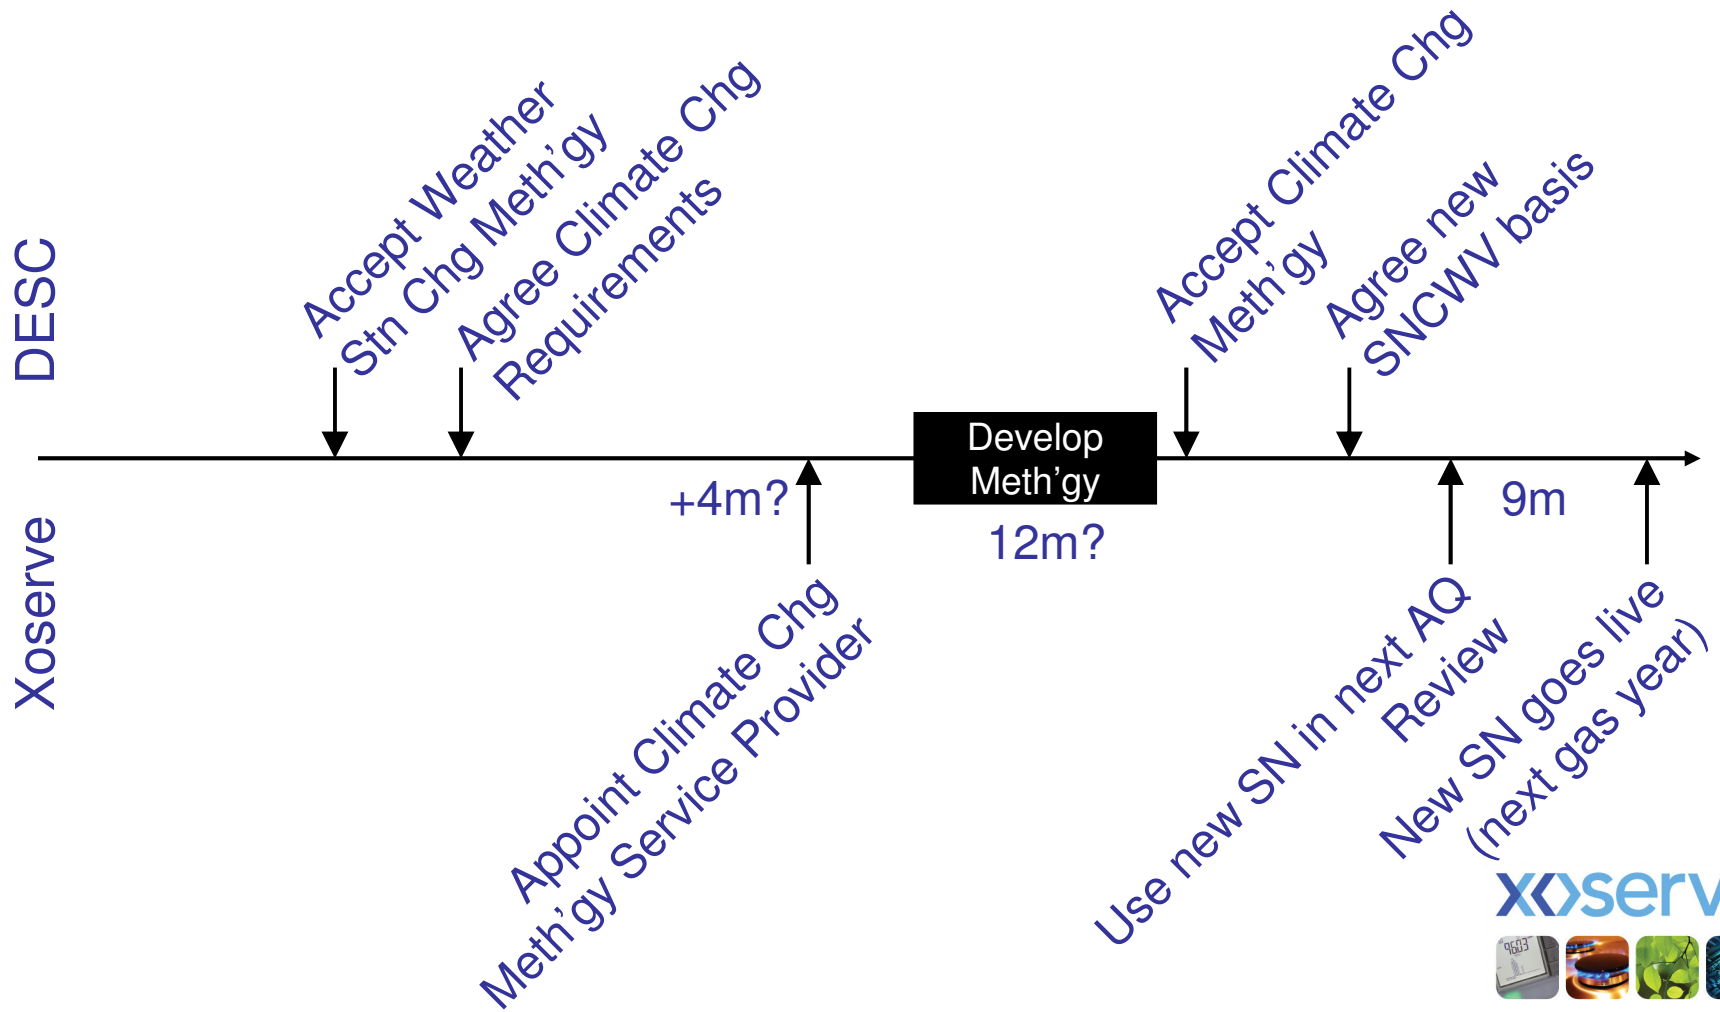 DESC
Accept Weather
Stn Chg Meth'gy
Agree Climate Chg
Requirements
Accept Climate Chg
Meth'gy
Agree new
SNCWV basis
Develop
Meth'gy
+4m?
12m?
9m
Xoserve
Appoint Climate Chg
Meth'gy Service Provider
Use new SN in next AQ
Review
New SN goes live
(next gas year)
xoserv